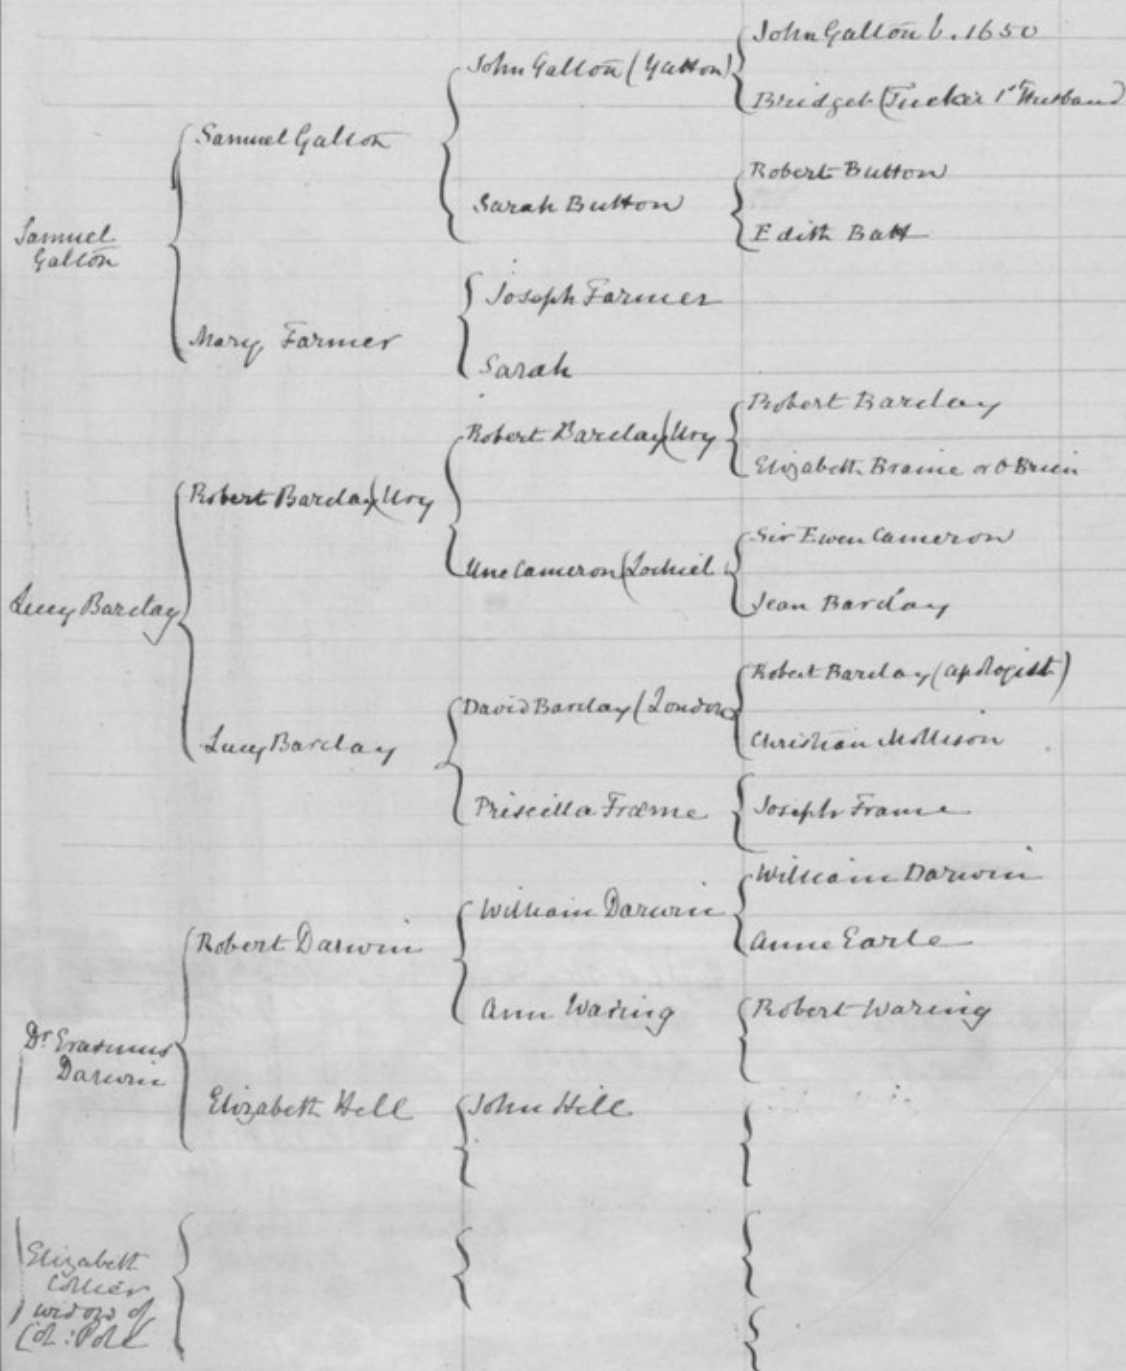 John Galton b. 1650
John Galton (Yatton)
Bridget (Tucker 1st Husband)
Samuel Galton
Robert Button
Sarah Button
Edith Batt
Samuel
Galton
Joseph Farmer
Mary Farmer
Sarah
Robert Barclay
Robert Barclay (Ury
Elizabeth Braine or O'Brien
Robert Barclay (Ury
Sir Ewen Cameron
Une Cameron (Lochiel
Jean Barclay
Lucy Barclay
Robert Barclay (apologist)
David Barclay (London
Christian Mollison
Lucy Barclay
Priscilla Frame
Joseph Frame
William Darwin
William Darwin
Anne Earle
Robert Darwin
Ann Waring
Robert Waring
Dr. Erasmus
Darwin
Elizabeth Hill
John Hill
Elizabeth
Collier
widow of
Col: Pole